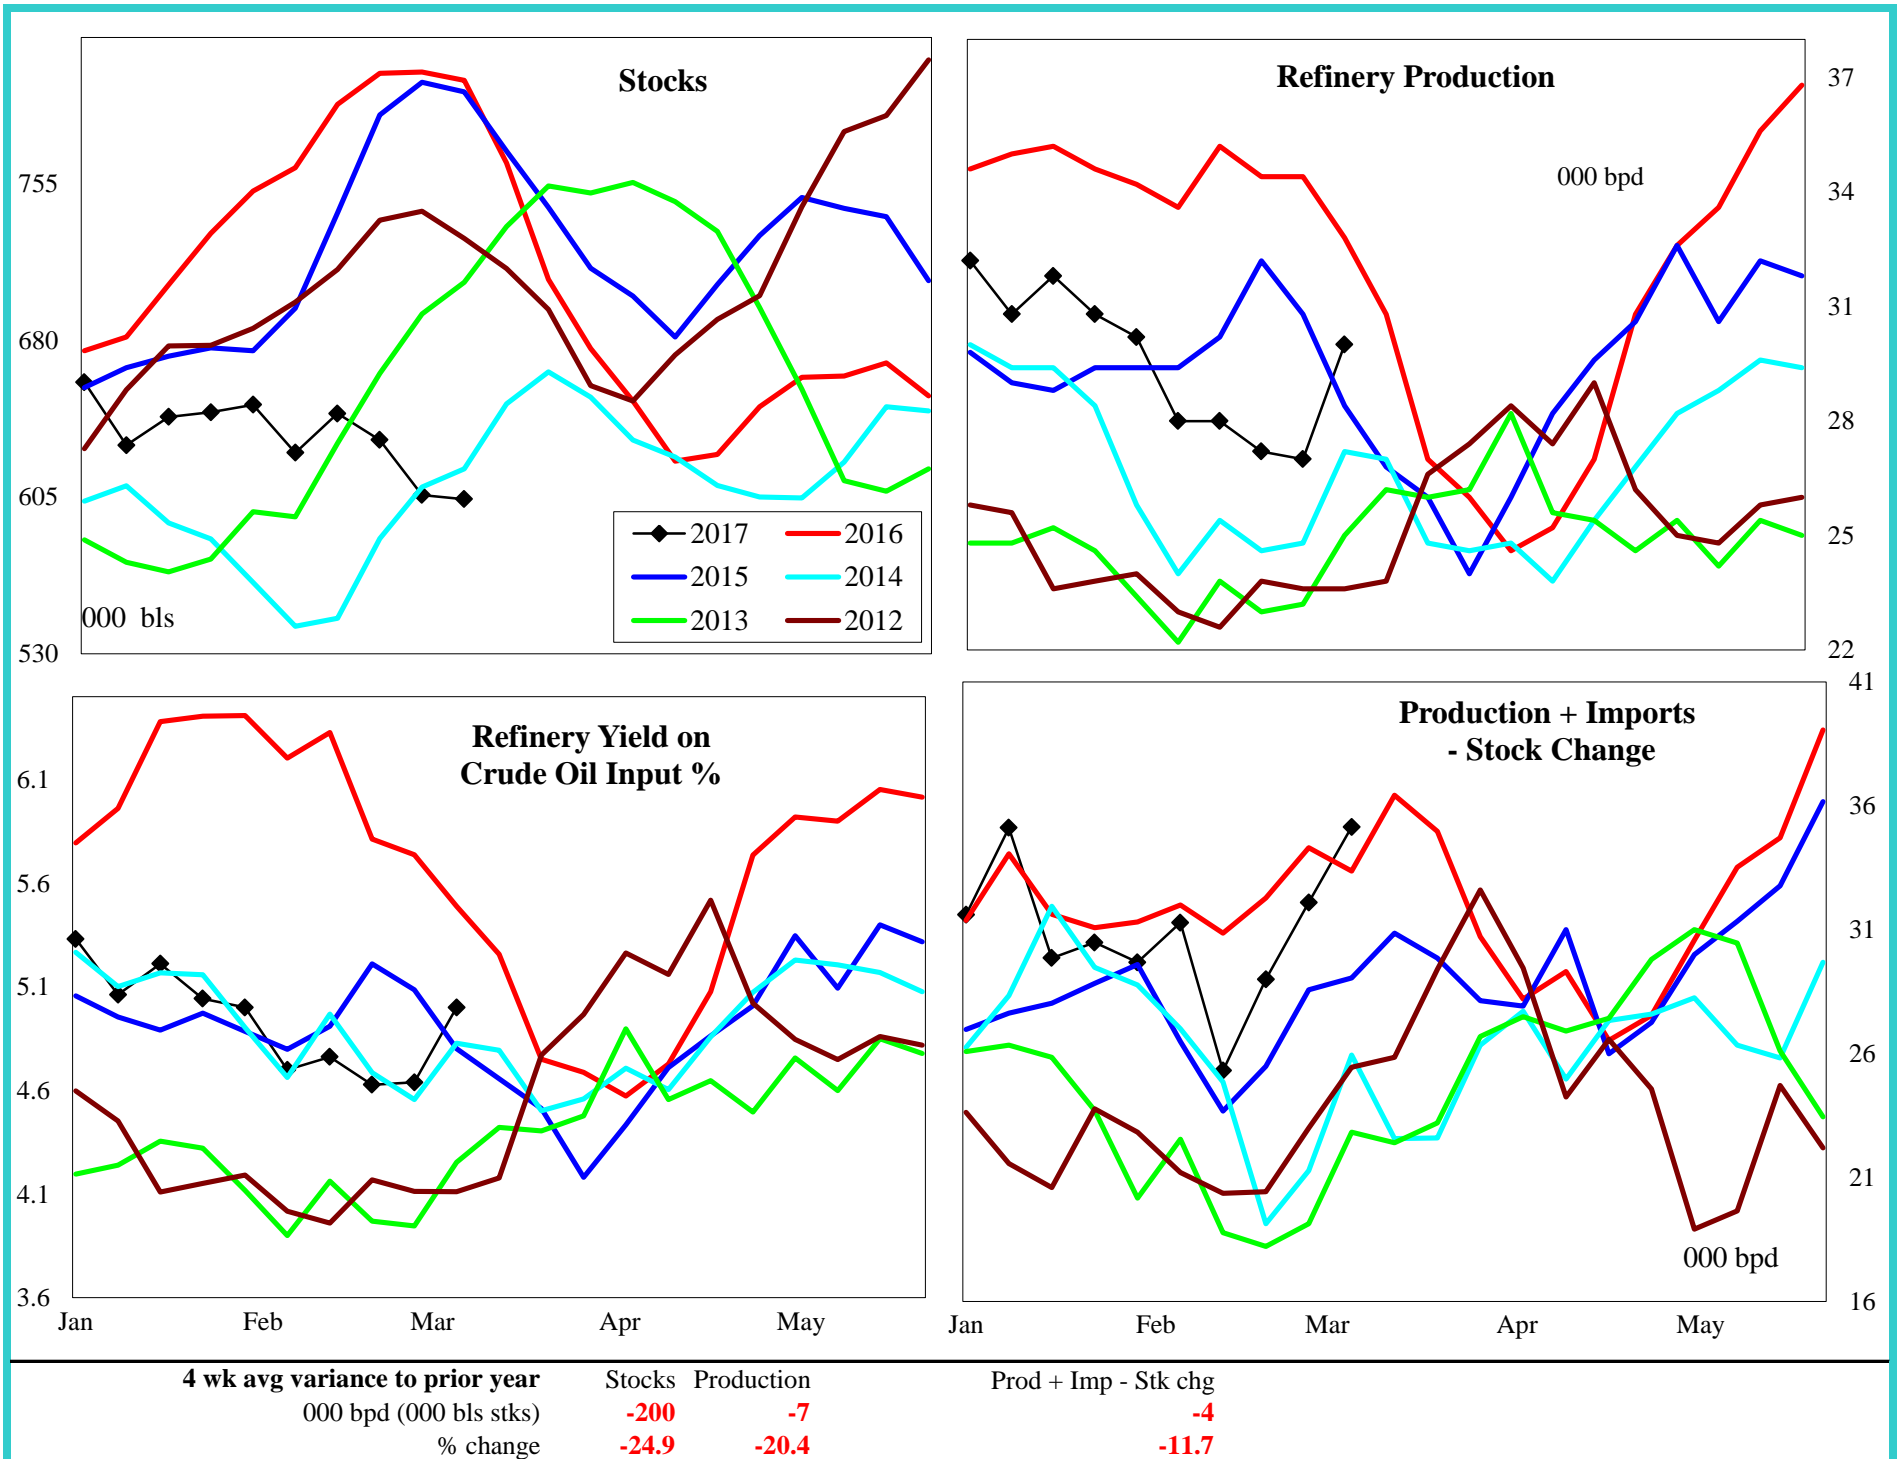 Stocks
755
680
605
530
000 bls
2017
2016
2015
2014
2013
2012
Refinery Production
000 bpd
37
34
31
28
25
22
Refinery Yield on
Crude Oil Input %
6.1
5.6
5.1
4.6
4.1
3.6
Jan Feb Mar Apr May
Production + Imports
- Stock Change
41
36
31
26
21
16
000 bpd
Jan Feb Mar Apr May
4 wk avg variance to prior year Stocks Production Prod + Imp - Stk chg
000 bpd (000 bls stks) -200 -7 -4
% change -24.9 -20.4 -11.7